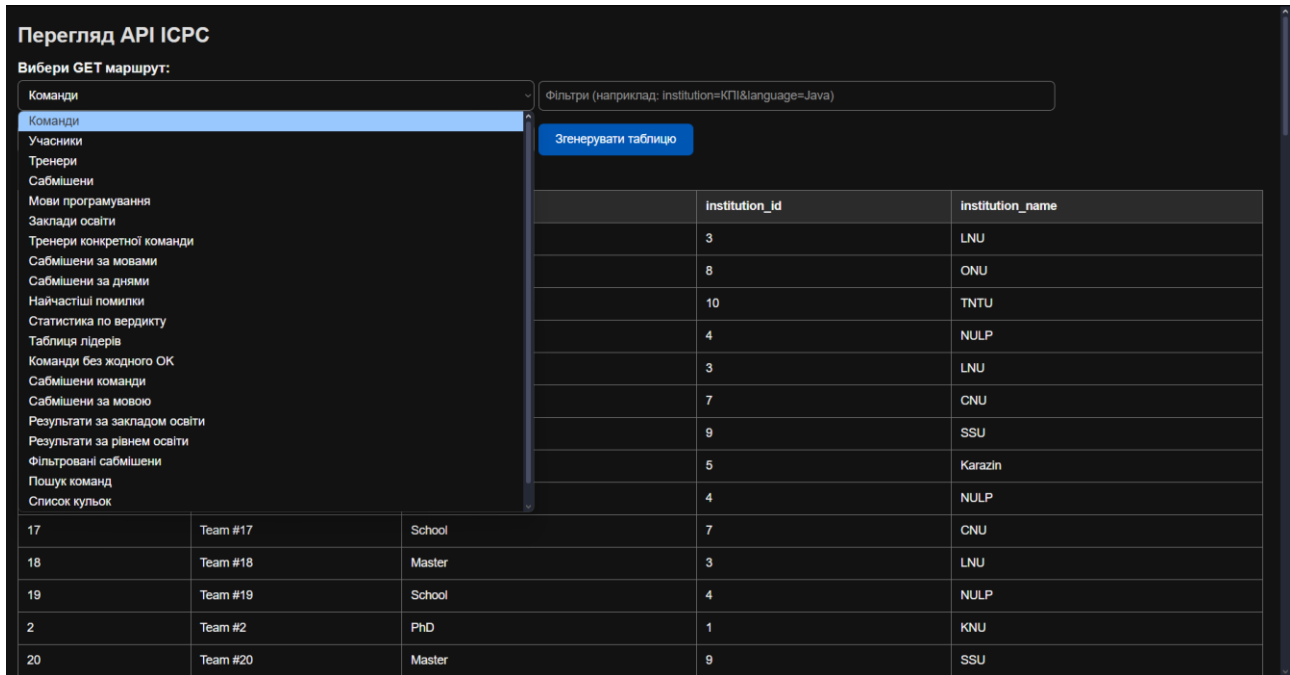 Перегляд API ICPC
Вибери GET маршрут:
Команди
Фільтри (наприклад: institution=КПІ&language=Java)
Команди
Учасники
Тренери
Сабмішени
Мови програмування
Заклади освіти
Тренери конкретної команди
Сабмішени за мовами
Сабмішени за днями
Найчастіші помилки
Статистика по вердикту
Таблиця лідерів
Команди без жодного ОК
Сабмішени команди
Сабмішени за мовою
Результати за закладом освіти
Результати за рівнем освіти
Фільтровані сабмішени
Пошук команд
Список кульок
Згенерувати таблицю
institution_id institution_name
3 LNU
8 ONU
10 TNTU
4 NULP
3 LNU
7 CNU
9 SSU
5 Karazin
4 NULP
17 Team #17 School 7 CNU
18 Team #18 Master 3 LNU
19 Team #19 School 4 NULP
2 Team #2 PhD 1 KNU
20 Team #20 Master 9 SSU